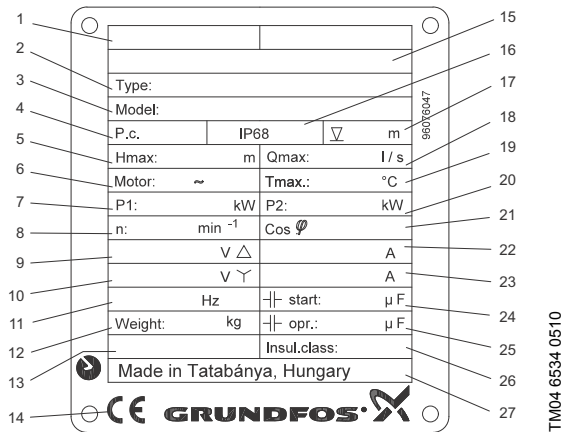 1
2
3
4
5
6
7
8
9
10
11
12
13
14
15
16
17
18
19
20
21
22
23
24
25
26
27
Type:
Model:
P.c. IP68 m
Hmax: m Qmax: l / s
Motor: ~ Tmax.: °C
P1: kW P2: kW
n: min -1 Cos φ
V △ A
V Y A
Hz ⊣⊢ start: µ F
Weight: kg ⊣⊢ opr.: µ F
Insul.class:
Made in Tatabánya, Hungary
CE GRUNDFOS
96076047
TM04 6534 0510